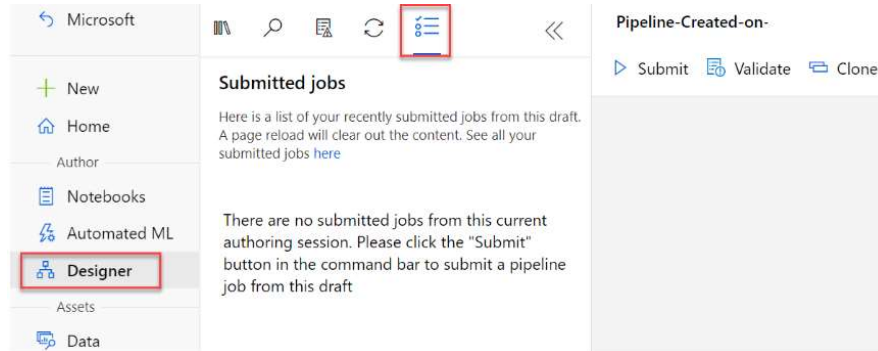 Microsoft
New
Home
Author
Notebooks
Automated ML
Designer
Assets
Data
Submitted jobs
Here is a list of your recently submitted jobs from this draft.
A page reload will clear out the content. See all your
submitted jobs here
There are no submitted jobs from this current
authoring session. Please click the "Submit"
button in the command bar to submit a pipeline
job from this draft
Pipeline-Created-on-
Submit Validate Clone